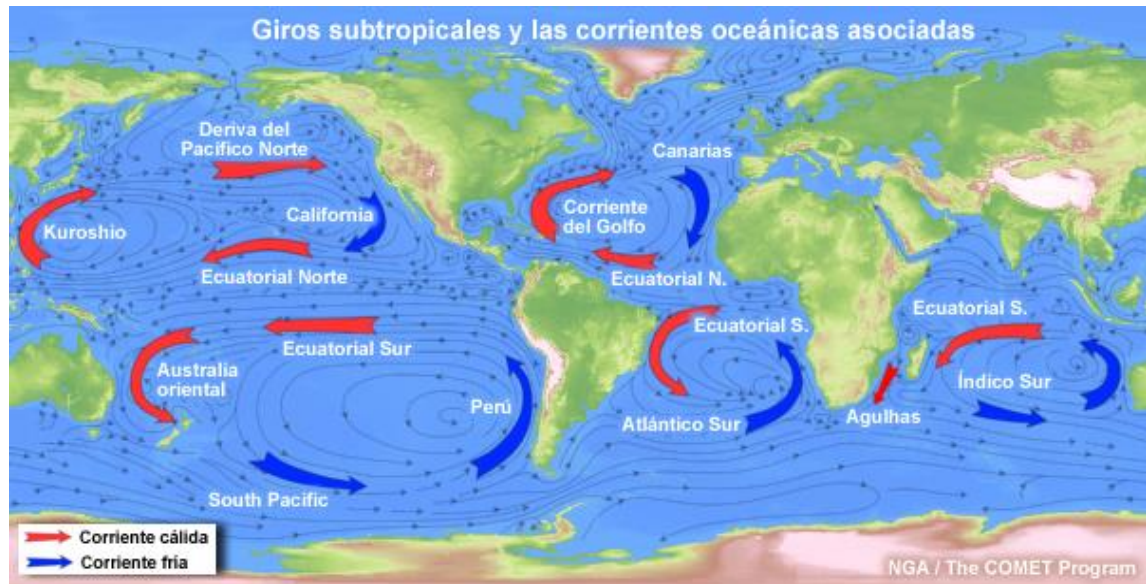 Giros subtropicales y las corrientes oceánicas asociadas
Deriva del
Pacífico Norte
Canarias
Kuroshio
California
Corriente
del Golfo
Ecuatorial Norte
Ecuatorial N.
Ecuatorial S.
Ecuatorial S.
Ecuatorial Sur
Australia
oriental
Perú
Índico Sur
Atlántico Sur
Agulhas
South Pacific
Corriente cálida
Corriente fría
NGA / The COMET Program